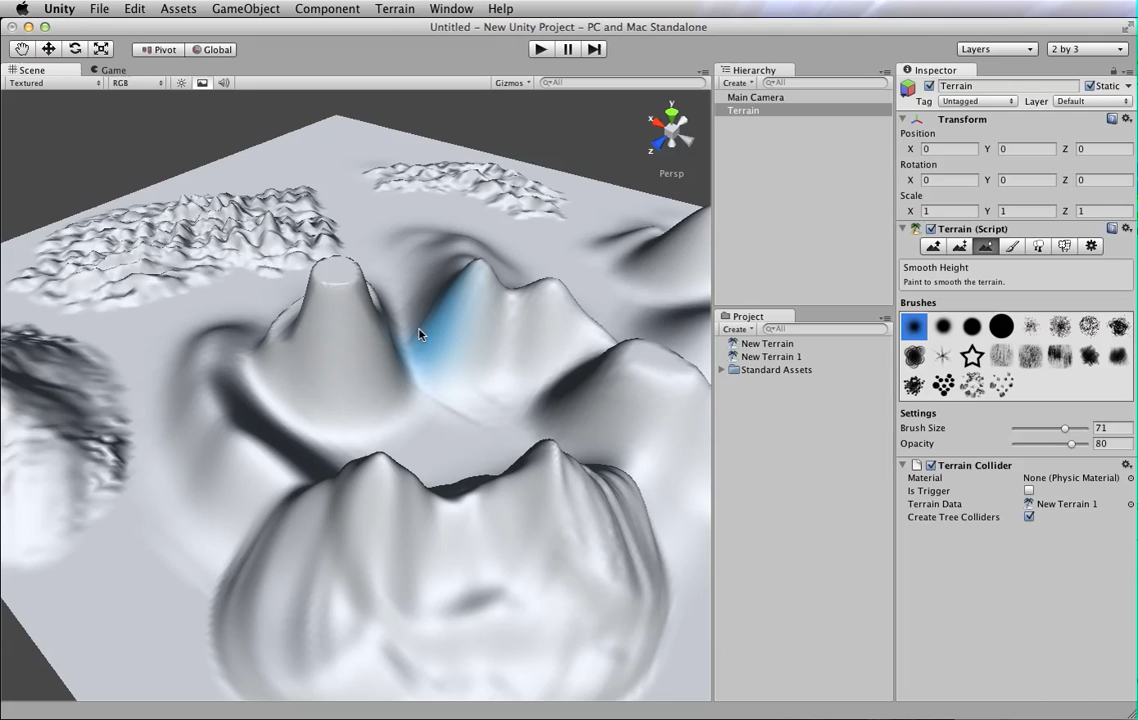 Unity File Edit Assets GameObject Component Terrain Window Help
Untitled – New Unity Project – PC and Mac Standalone
Pivot Global Layers 2 by 3
Scene Game
Textured RGB Gizmos All
y
x
z
Persp
Hierarchy
Create All
Main Camera
Terrain
Project
Create All
New Terrain
New Terrain 1
Standard Assets
Inspector
Terrain Static
Tag Untagged Layer Default
Transform
Position
X 0 Y 0 Z 0
Rotation
X 0 Y 0 Z 0
Scale
X 1 Y 1 Z 1
Terrain (Script)
Smooth Height
Paint to smooth the terrain.
Brushes
Settings
Brush Size 71
Opacity 80
Terrain Collider
Material None (Physic Material)
Is Trigger
Terrain Data New Terrain 1
Create Tree Colliders